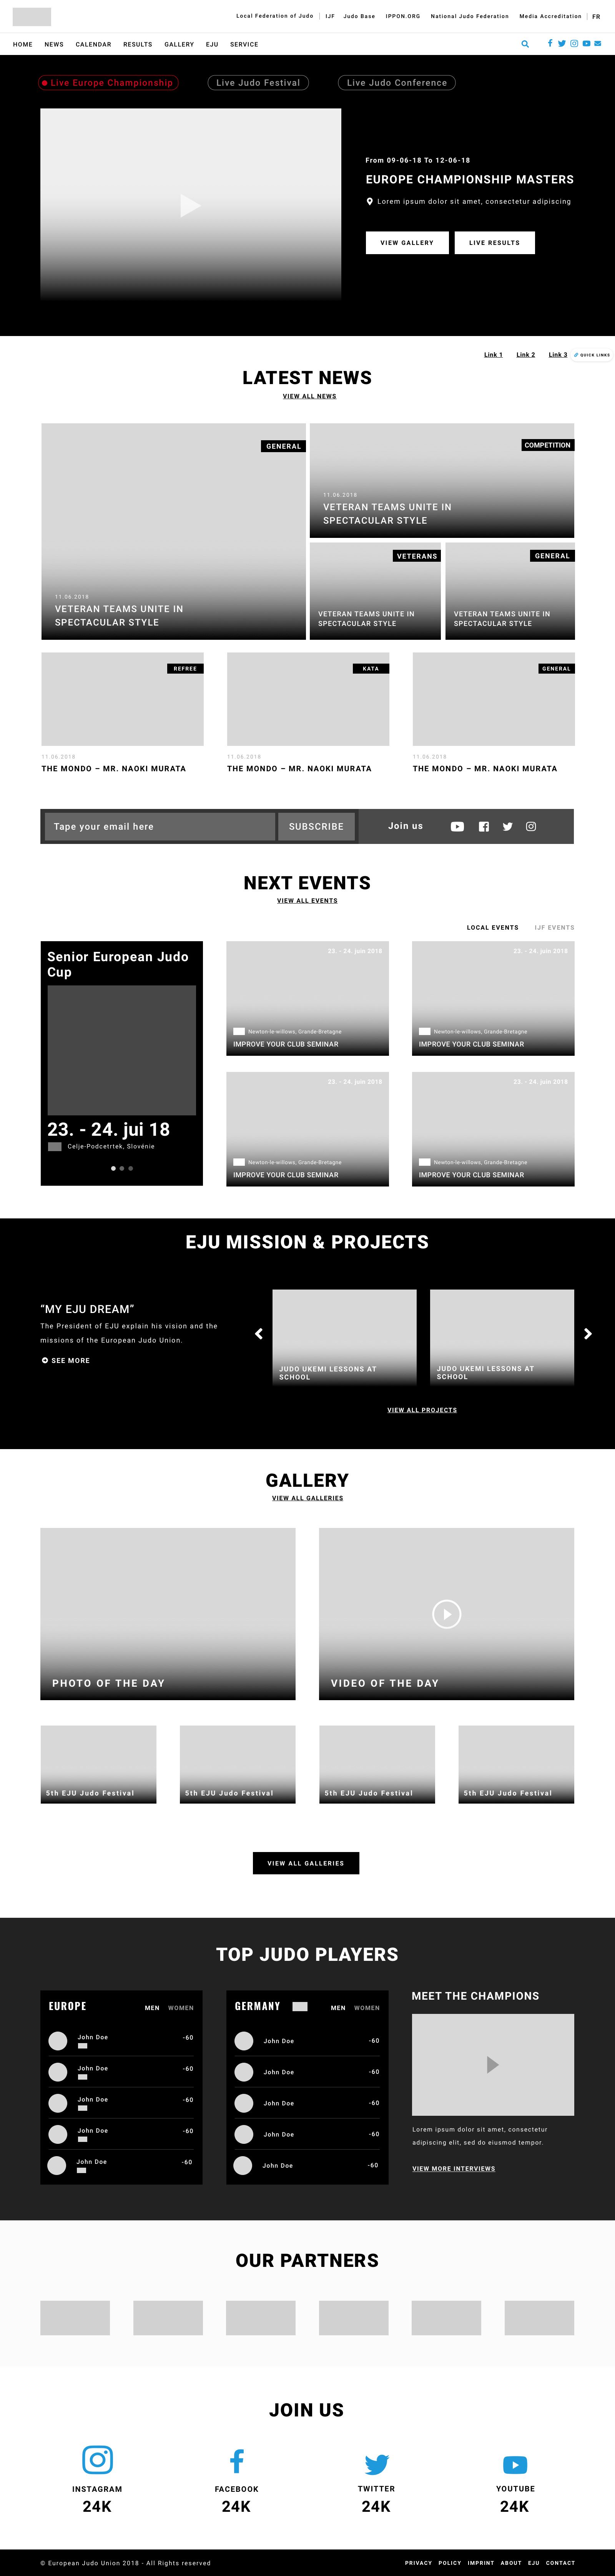 Local Federation of Judo | IJF Judo Base IPPON.ORG National Judo Federation Media Accreditation | FR
HOME NEWS CALENDAR RESULTS GALLERY EJU SERVICE
Live Europe Championship
Live Judo Festival
Live Judo Conference
From 09-06-18 To 12-06-18
EUROPE CHAMPIONSHIP MASTERS
Lorem ipsum dolor sit amet, consectetur adipiscing
VIEW GALLERY
LIVE RESULTS
Link 1 Link 2 Link 3 QUICK LINKS
LATEST NEWS
VIEW ALL NEWS
GENERAL
11.06.2018
VETERAN TEAMS UNITE IN
SPECTACULAR STYLE
COMPETITION
11.06.2018
VETERAN TEAMS UNITE IN
SPECTACULAR STYLE
VETERANS
VETERAN TEAMS UNITE IN
SPECTACULAR STYLE
GENERAL
VETERAN TEAMS UNITE IN
SPECTACULAR STYLE
REFREE
11.06.2018
THE MONDO – MR. NAOKI MURATA
KATA
11.06.2018
THE MONDO – MR. NAOKI MURATA
GENERAL
11.06.2018
THE MONDO – MR. NAOKI MURATA
Type your email here
SUBSCRIBE
Join us
NEXT EVENTS
VIEW ALL EVENTS
LOCAL EVENTS IJF EVENTS
Senior European Judo
Cup
23. - 24. jui 18
Celje-Podcetrtek, Slovénie
23. - 24. juin 2018
Newton-le-willows, Grande-Bretagne
IMPROVE YOUR CLUB SEMINAR
23. - 24. juin 2018
Newton-le-willows, Grande-Bretagne
IMPROVE YOUR CLUB SEMINAR
23. - 24. juin 2018
Newton-le-willows, Grande-Bretagne
IMPROVE YOUR CLUB SEMINAR
23. - 24. juin 2018
Newton-le-willows, Grande-Bretagne
IMPROVE YOUR CLUB SEMINAR
EJU MISSION & PROJECTS
“MY EJU DREAM”
The President of EJU explain his vision and the
missions of the European Judo Union.
SEE MORE
JUDO UKEMI LESSONS AT
SCHOOL
JUDO UKEMI LESSONS AT
SCHOOL
VIEW ALL PROJECTS
GALLERY
VIEW ALL GALLERIES
PHOTO OF THE DAY
VIDEO OF THE DAY
5th EJU Judo Festival
5th EJU Judo Festival
5th EJU Judo Festival
5th EJU Judo Festival
VIEW ALL GALLERIES
TOP JUDO PLAYERS
EUROPE MEN WOMEN
John Doe -60
John Doe -60
John Doe -60
John Doe -60
John Doe -60
GERMANY MEN WOMEN
John Doe -60
John Doe -60
John Doe -60
John Doe -60
John Doe -60
MEET THE CHAMPIONS
Lorem ipsum dolor sit amet, consectetur
adipiscing elit, sed do eiusmod tempor.
VIEW MORE INTERVIEWS
OUR PARTNERS
JOIN US
INSTAGRAM
24K
FACEBOOK
24K
TWITTER
24K
YOUTUBE
24K
© European Judo Union 2018 - All Rights reserved
PRIVACY POLICY IMPRINT ABOUT EJU CONTACT